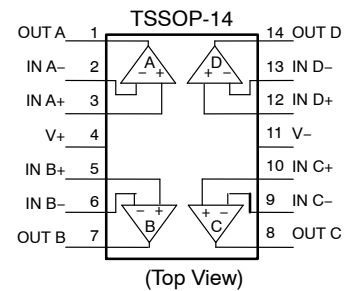 TSSOP-14
OUT A 1 14 OUT D
IN A− 2 A D 13 IN D−
− + + −
IN A+ 3 12 IN D+
V+ 4 11 V−
IN B+ 5 10 IN C+
IN B− 6 9 IN C−
− + + −
OUT B 7 B C 8 OUT C
(Top View)